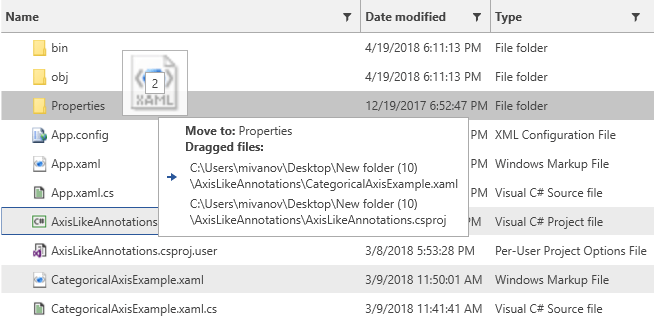 Name Date modified Type
bin 4/19/2018 6:11:13 PM File folder
obj 4/19/2018 6:11:13 PM File folder
2
XAML
Properties 12/19/2017 6:52:47 PM File folder
App.config PM XML Configuration File
Move to: Properties
Dragged files:
App.xaml PM Windows Markup File
C:\Users\mivanov\Desktop\New folder (10)
\AxisLikeAnnotations\CategoricalAxisExample.xaml
App.xaml.cs PM Visual C# Source file
C:\Users\mivanov\Desktop\New folder (10)
\AxisLikeAnnotations\AxisLikeAnnotations.csproj
C# AxisLikeAnnotations PM Visual C# Project file
AxisLikeAnnotations.csproj.user 3/8/2018 5:53:28 PM Per-User Project Options File
CategoricalAxisExample.xaml 3/9/2018 11:50:01 AM Windows Markup File
CategoricalAxisExample.xaml.cs 3/9/2018 11:41:41 AM Visual C# Source file